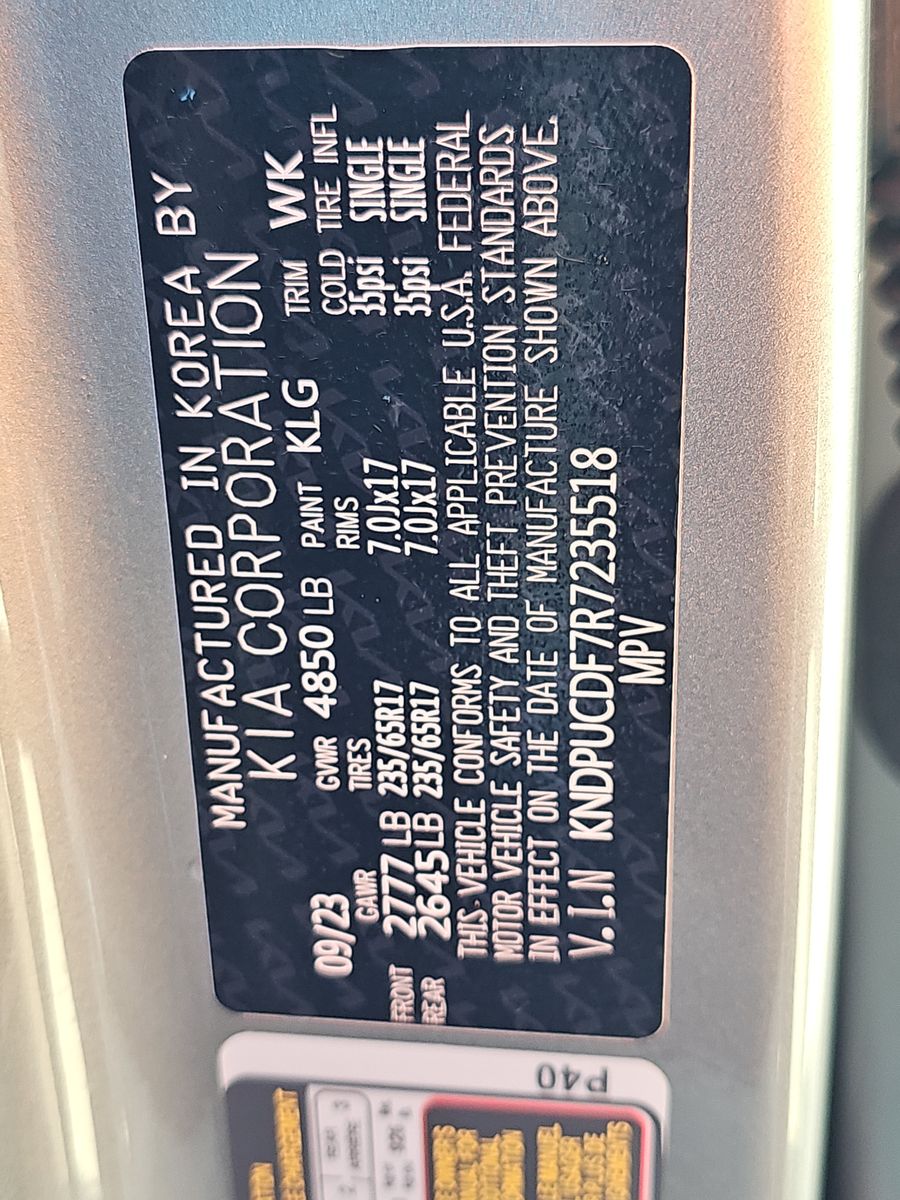 MANUFACTURED IN KOREA BY
KIA CORPORATION
09/23 GVWR 4850 LB PAINT KLG TRIM WK
GAWR TIRES RIMS COLD TIRE INFL
FRONT 2777 LB 235/65R17 7.0Jx17 35psi SINGLE
REAR 2645 LB 235/65R17 7.0Jx17 35psi SINGLE
THIS VEHICLE CONFORMS TO ALL APPLICABLE U.S.A. FEDERAL
MOTOR VEHICLE SAFETY AND THEFT PREVENTION STANDARDS
IN EFFECT ON THE DATE OF MANUFACTURE SHOWN ABOVE.
V.I.N KNDPUCDF7R7235518
MPV
P40